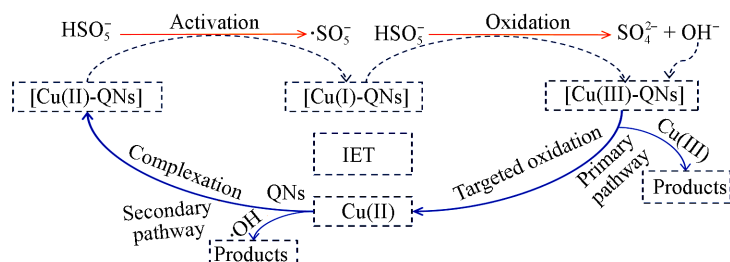 HSO₅⁻ Activation ·SO₅⁻ HSO₅⁻ Oxidation SO₄²⁻ + OH⁻
[Cu(II)-QNs] [Cu(I)-QNs] [Cu(III)-QNs]
IET
Complexation
QNs
Cu(II)
Targeted oxidation
Primary
pathway
Cu(III)
Products
Secondary
pathway
·OH
Products